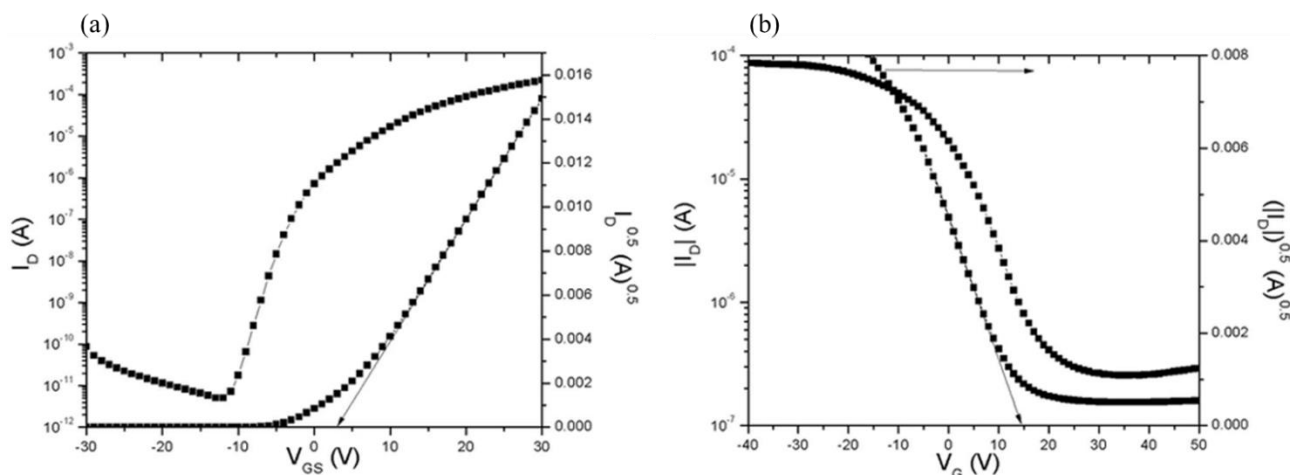 (a)
10⁻³
10⁻⁴
10⁻⁵
10⁻⁶
10⁻⁷
10⁻⁸
10⁻⁹
10⁻¹⁰
10⁻¹¹
10⁻¹²
I_D (A)
-30 -20 -10 0 10 20 30
V_GS (V)
0.016
0.014
0.012
0.010
0.008
0.006
0.004
0.002
0.000
I_D^0.5 (A)^0.5
(b)
10⁻⁴
10⁻⁵
10⁻⁶
10⁻⁷
|I_D| (A)
-40 -30 -20 -10 0 10 20 30 40 50
V_G (V)
0.008
0.006
0.004
0.002
0.000
(|I_D|)^0.5 (A)^0.5